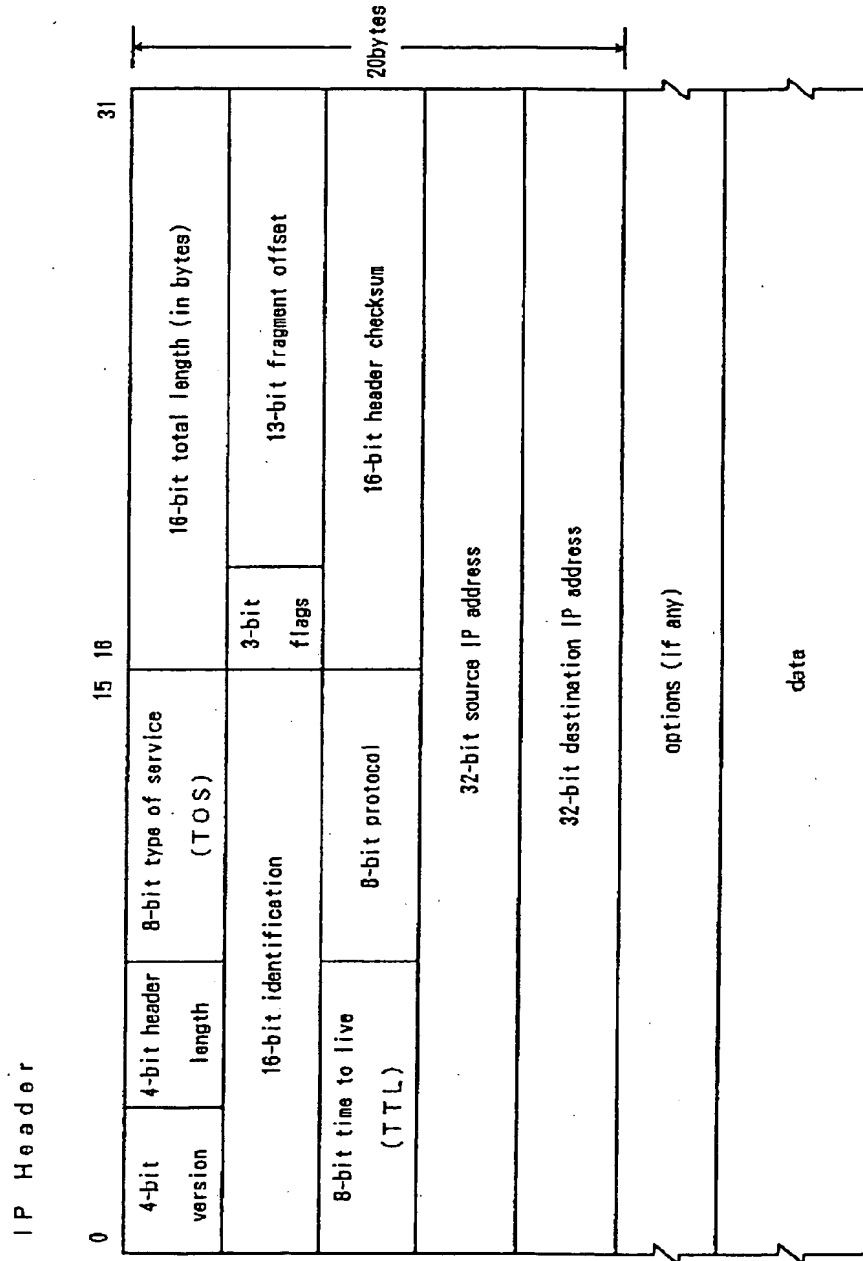 IP Header
0 15 16 31
4-bit version
4-bit header length
8-bit type of service (TOS)
16-bit total length (in bytes)
16-bit identification
3-bit flags
13-bit fragment offset
8-bit time to live (TTL)
8-bit protocol
16-bit header checksum
32-bit source IP address
32-bit destination IP address
options (if any)
data
20bytes